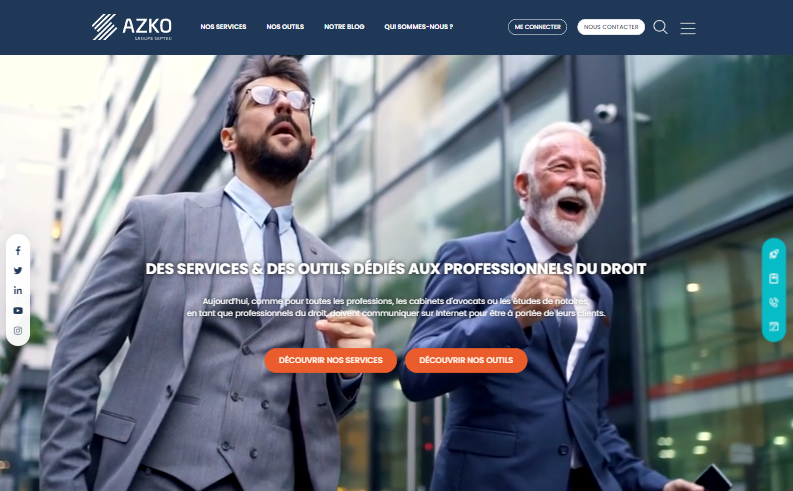 AZKO
GROUPE SEPTEO
NOS SERVICES
NOS OUTILS
NOTRE BLOG
QUI SOMMES-NOUS ?
ME CONNECTER
NOUS CONTACTER
DES SERVICES & DES OUTILS DÉDIÉS AUX PROFESSIONNELS DU DROIT
Aujourd'hui, comme pour toutes les professions, les cabinets d'avocats ou les études de notaires,
en tant que professionnels du droit, doivent communiquer sur Internet pour être à portée de leurs clients.
DÉCOUVRIR NOS SERVICES
DÉCOUVRIR NOS OUTILS